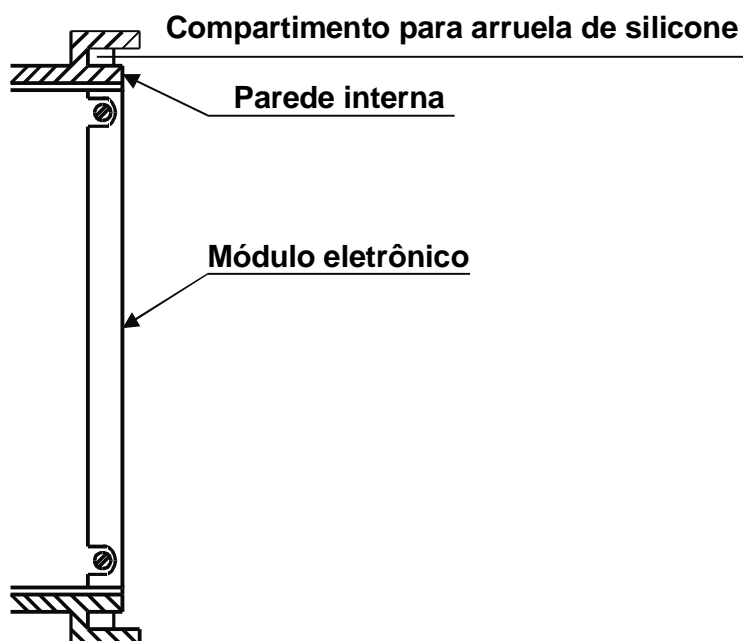 Compartimento para arruela de silicone
Parede interna
Módulo eletrônico